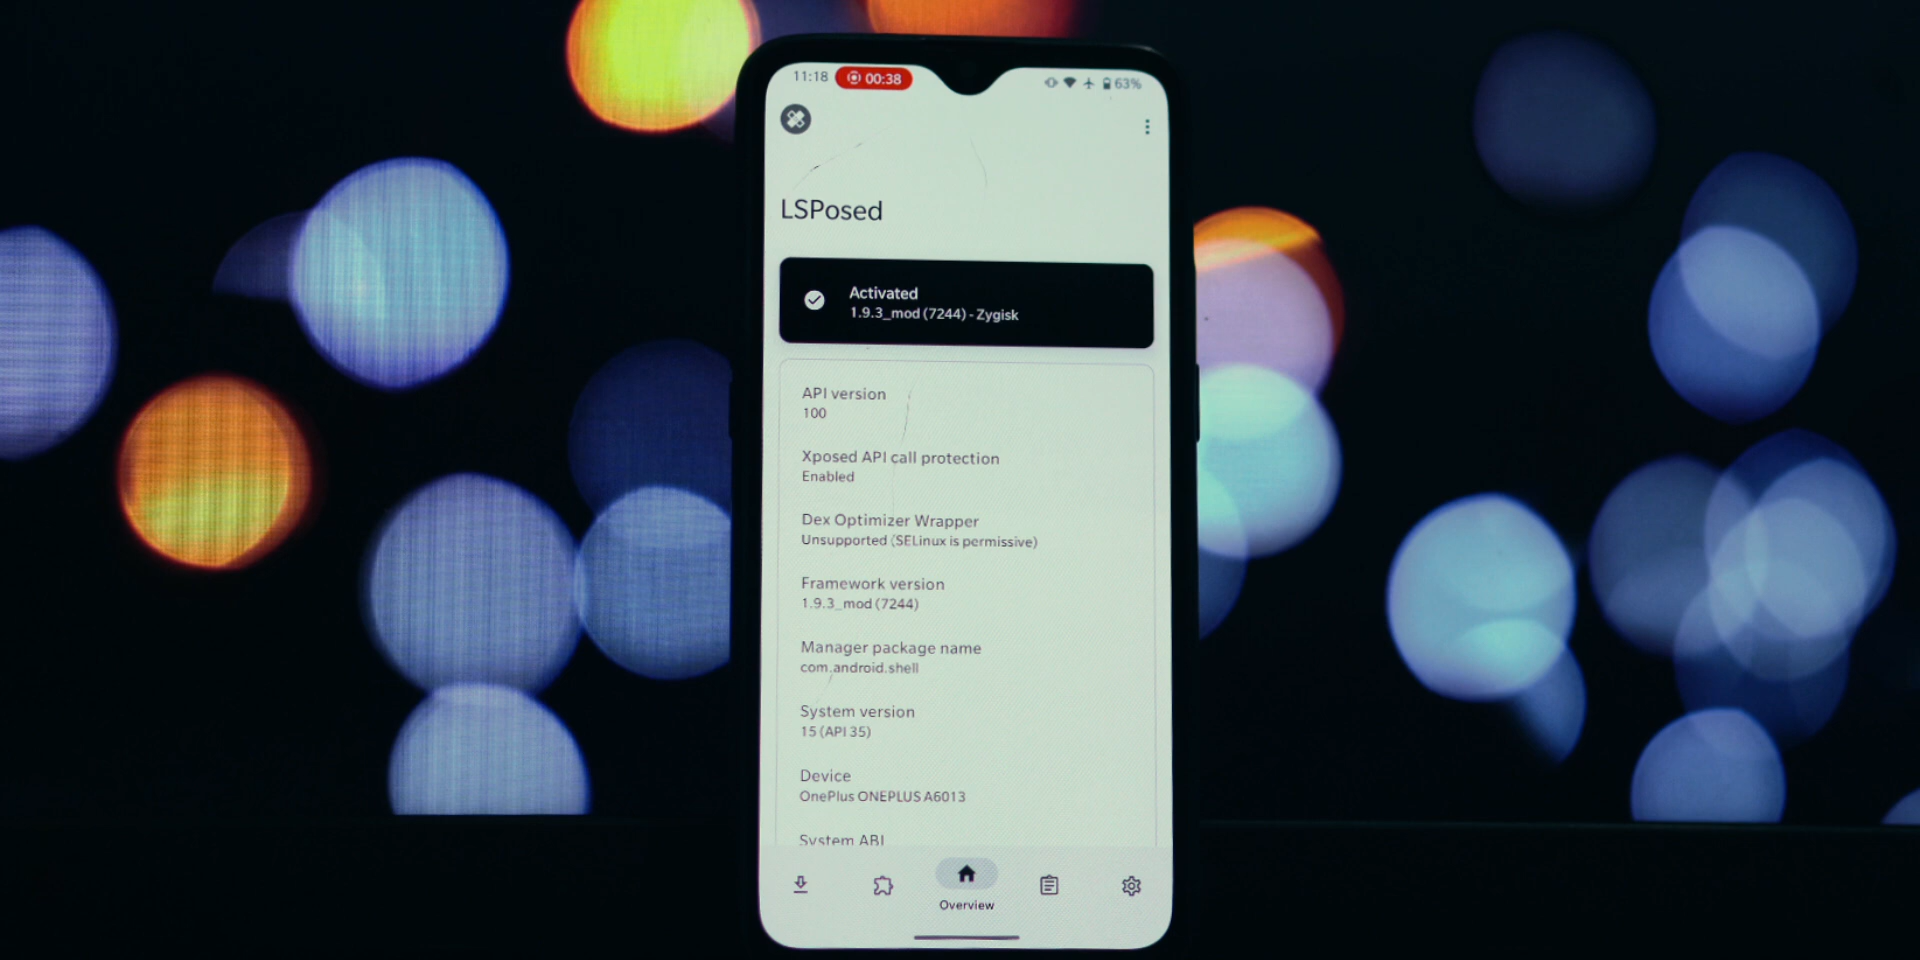 11:18 00:38 63%
LSPosed
Activated
1.9.3_mod (7244) - Zygisk
API version
100
Xposed API call protection
Enabled
Dex Optimizer Wrapper
Unsupported (SELinux is permissive)
Framework version
1.9.3_mod (7244)
Manager package name
com.android.shell
System version
15 (API 35)
Device
OnePlus ONEPLUS A6013
System ABI
Overview